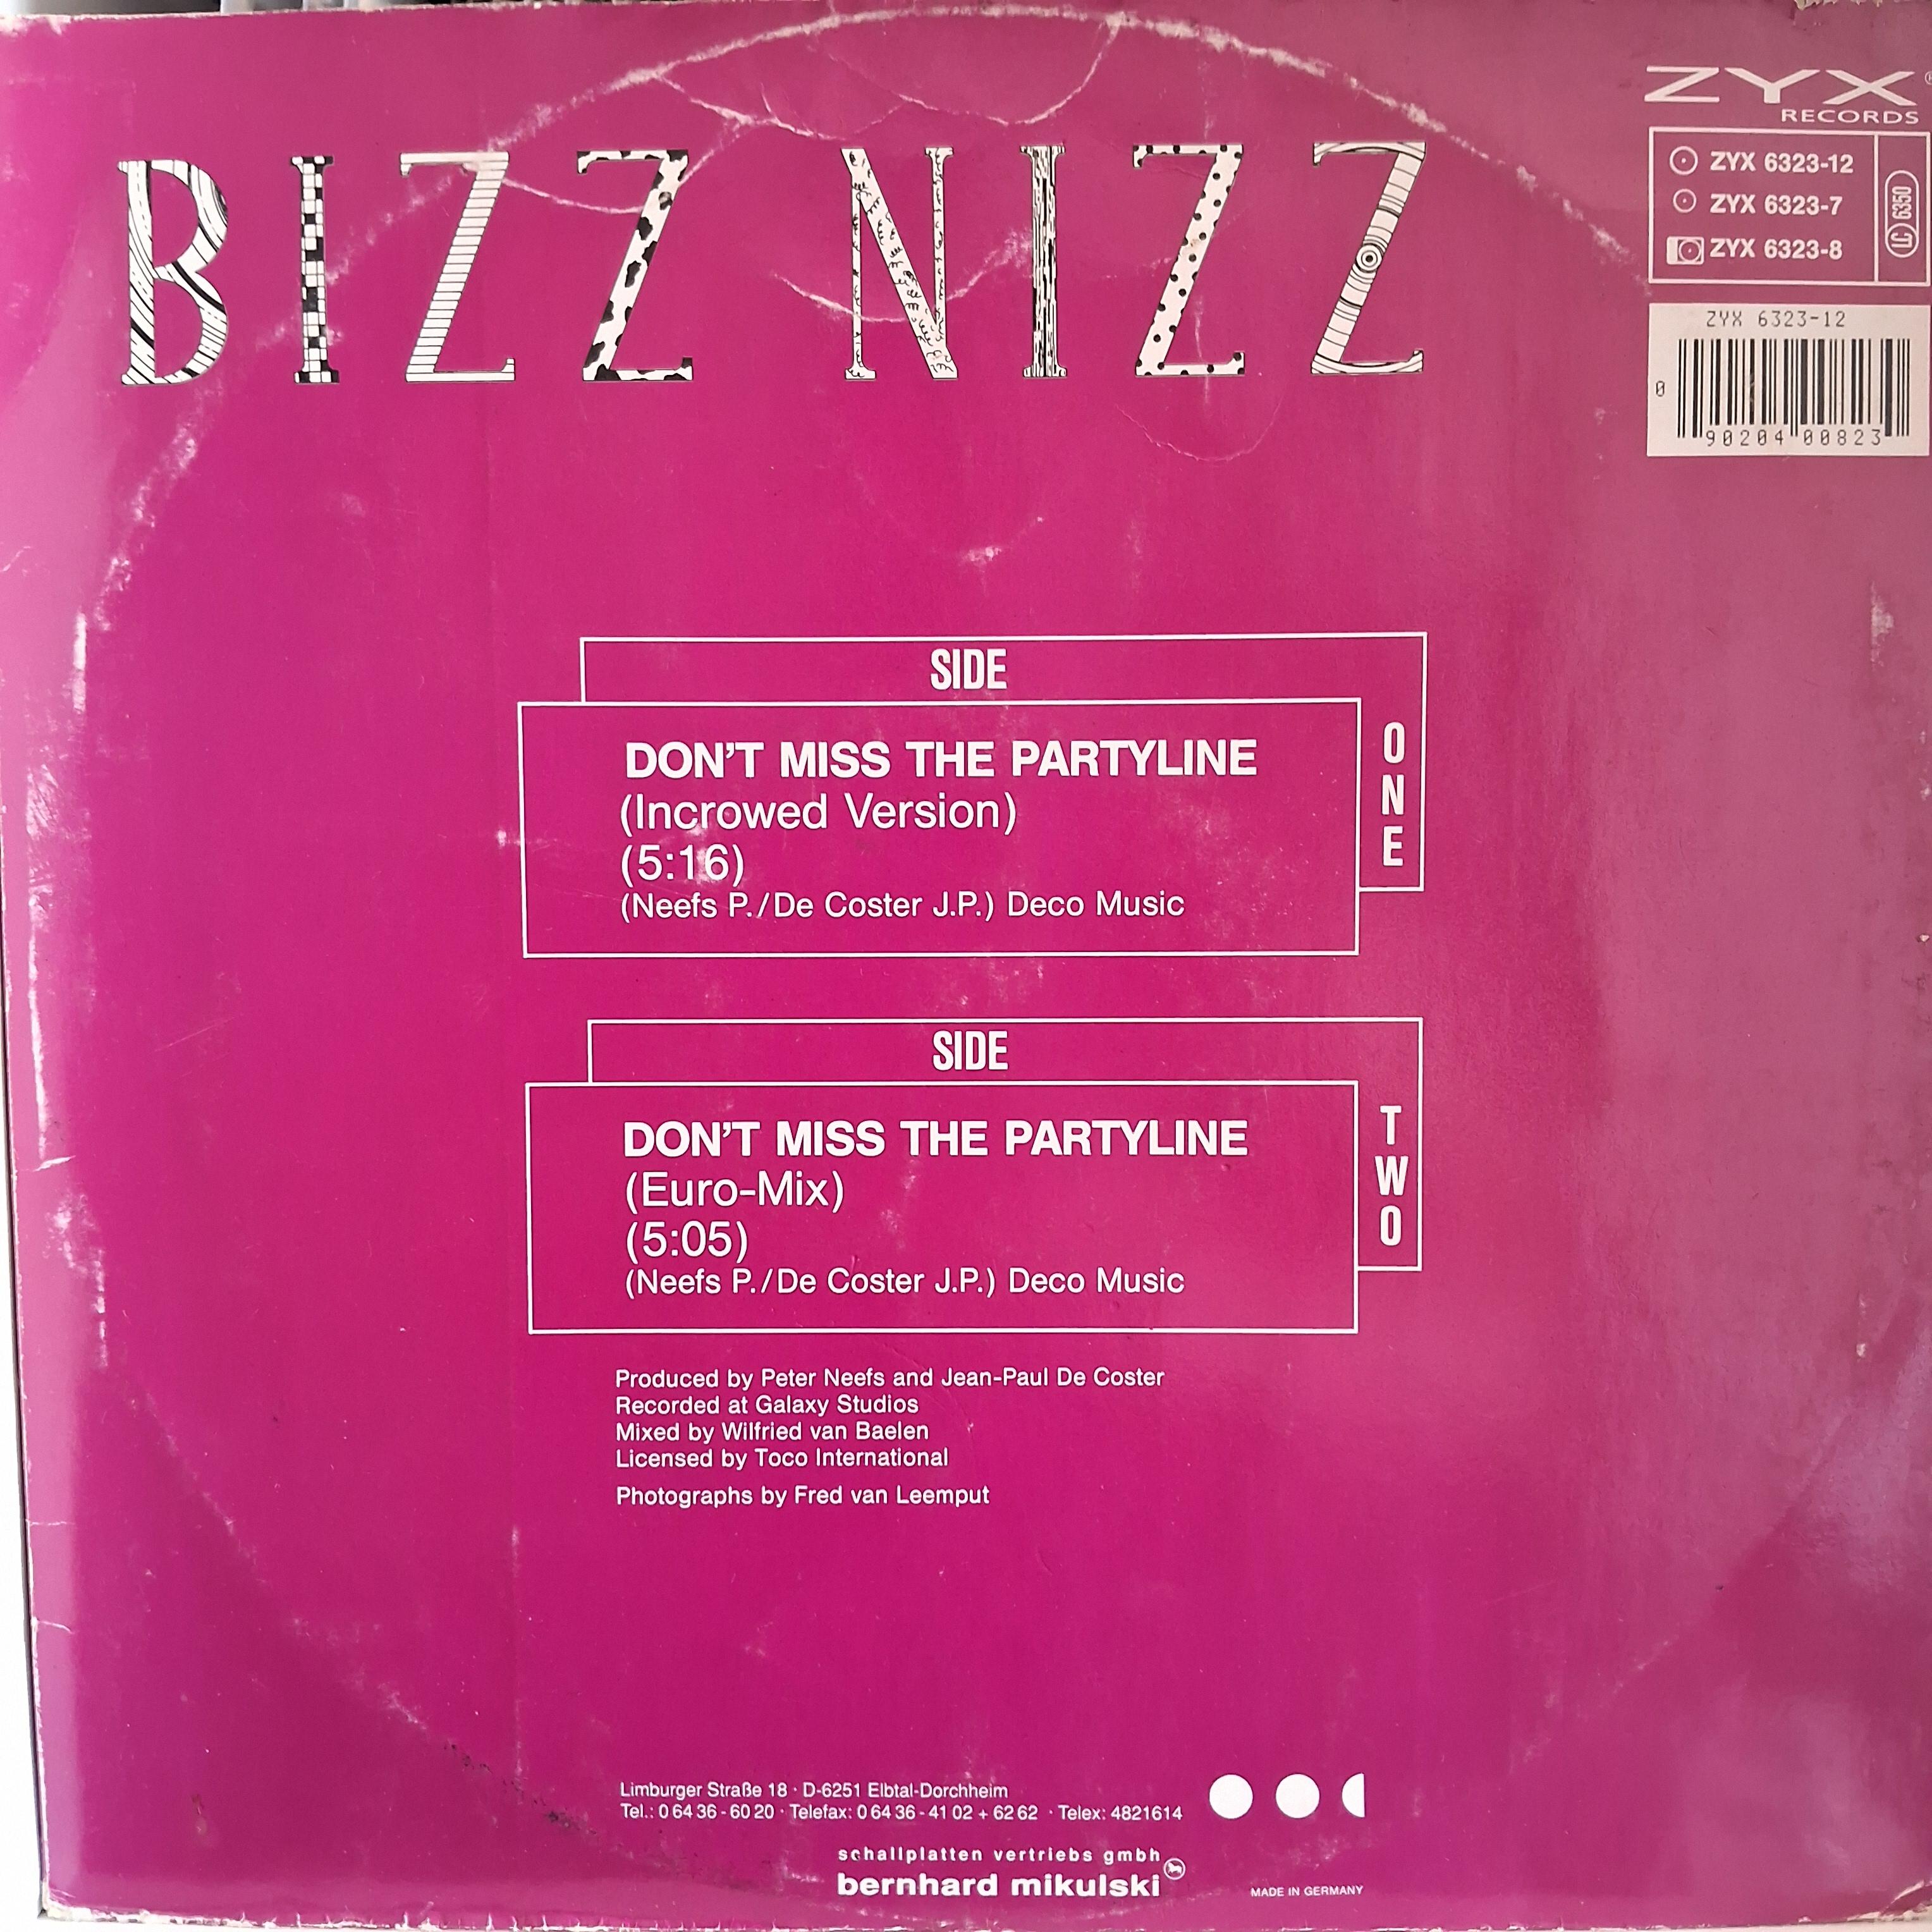 BIZZ NIZZ
ZYX®
RECORDS
ZYX 6323-12
ZYX 6323-7
ZYX 6323-8
LC 6350
ZYX 6323-12
0 90204 00823
SIDE
ONE
DON'T MISS THE PARTYLINE
(Incrowed Version)
(5:16)
(Neefs P./De Coster J.P.) Deco Music
SIDE
TWO
DON'T MISS THE PARTYLINE
(Euro-Mix)
(5:05)
(Neefs P./De Coster J.P.) Deco Music
Produced by Peter Neefs and Jean-Paul De Coster
Recorded at Galaxy Studios
Mixed by Wilfried van Baelen
Licensed by Toco International
Photographs by Fred van Leemput
Limburger Straße 18 · D-6251 Elbtal-Dorchheim
Tel.: 0 64 36 - 60 20 · Telefax: 0 64 36 - 41 02 + 62 62 · Telex: 4821614
schallplatten vertriebs gmbh
bernhard mikulski
MADE IN GERMANY